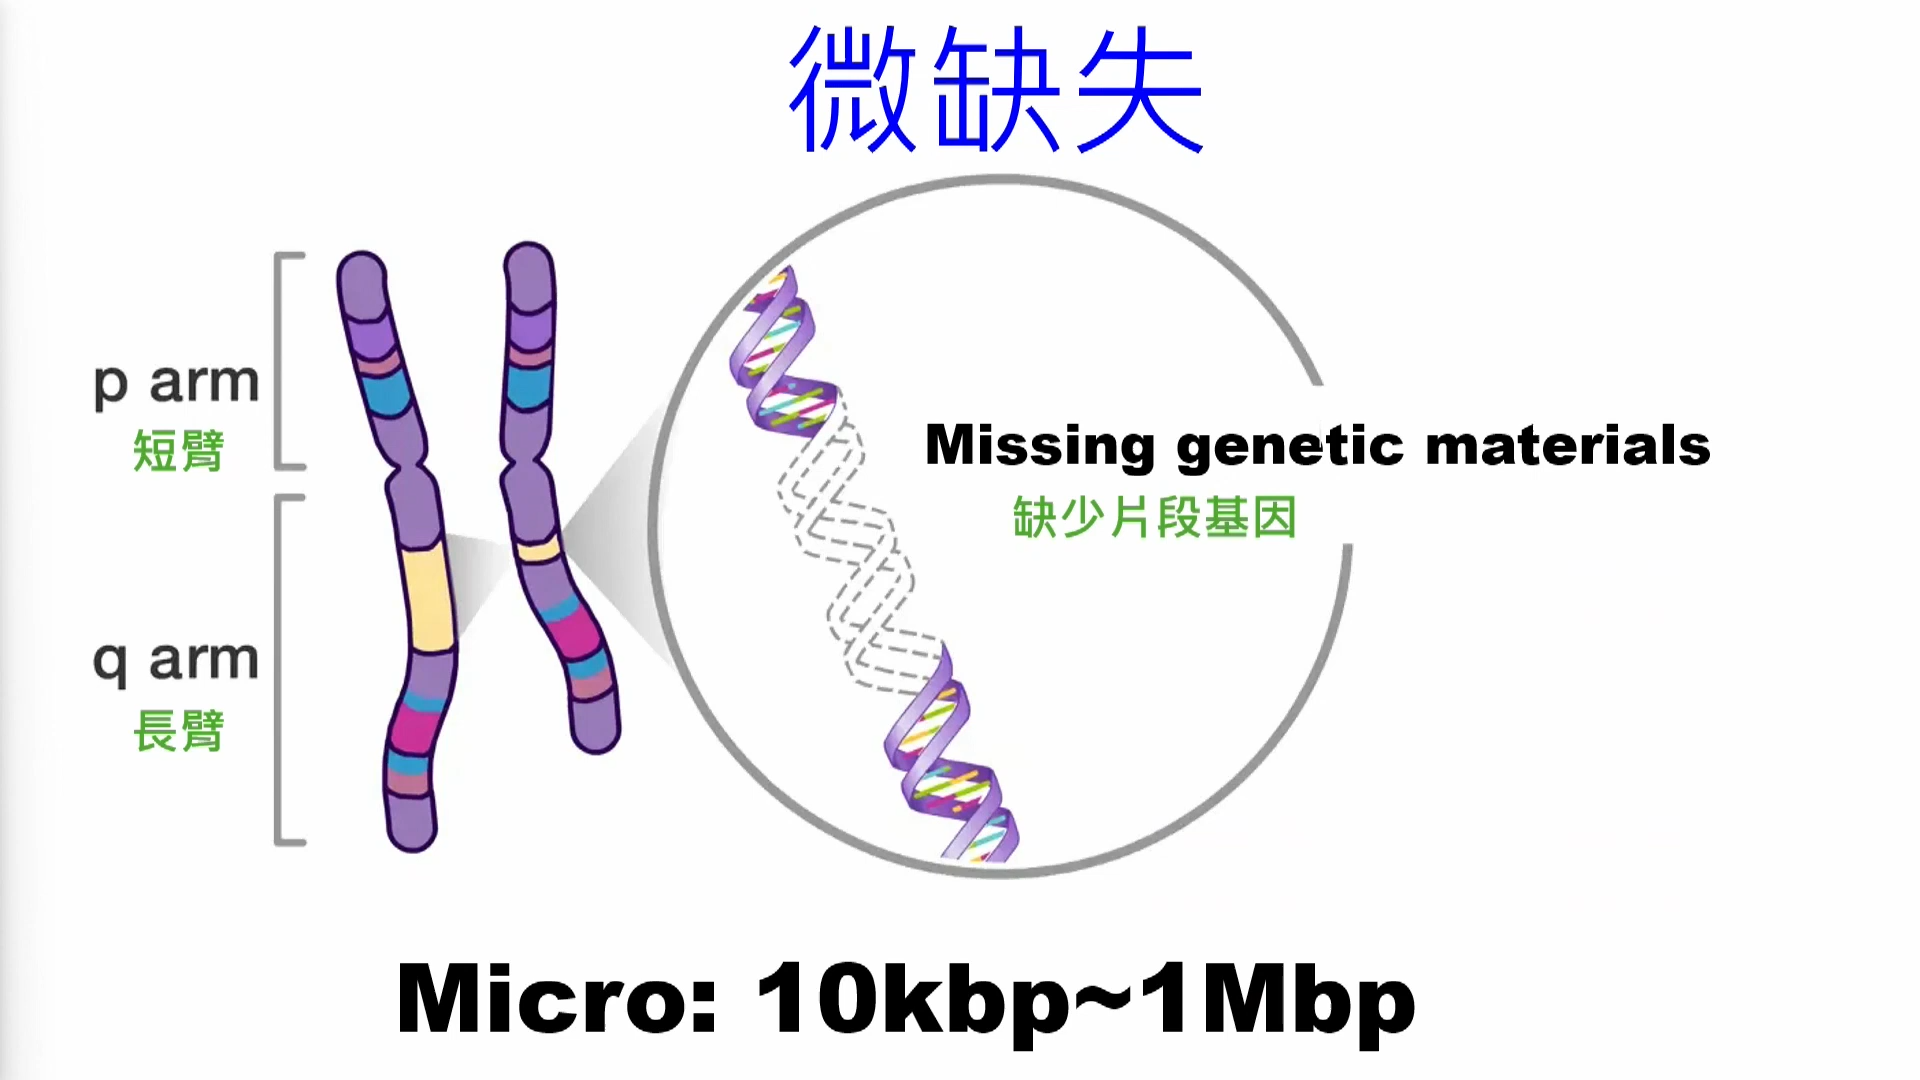 微缺失
p arm
短臂
Missing genetic materials
缺少片段基因
q arm
長臂
Micro: 10kbp~1Mbp